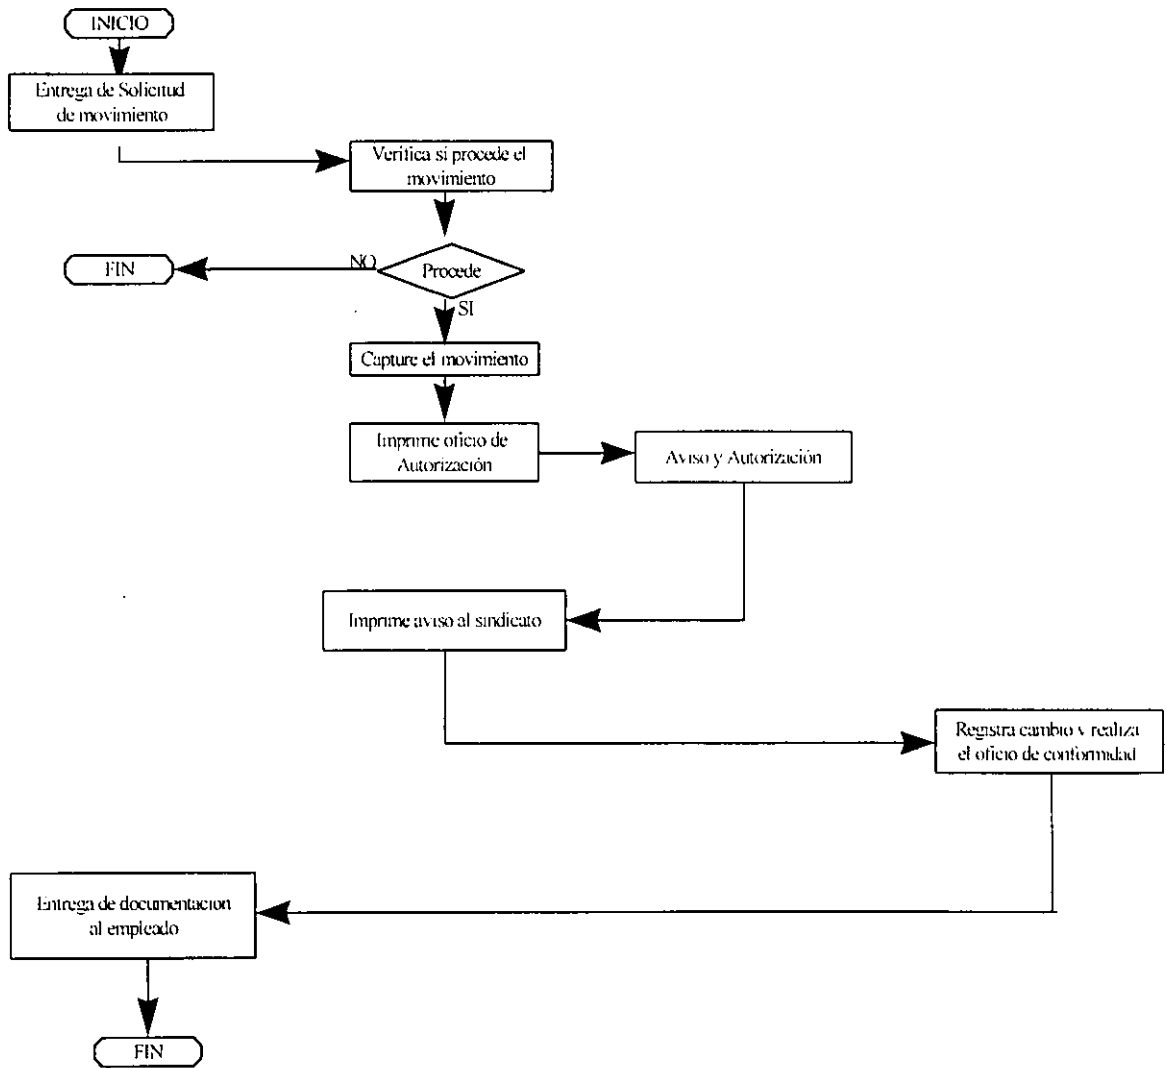 INICIO
Entrega de Solicitud
de movimiento
Verifica si procede el
movimiento
FIN
NO
Procede
SI
Capture el movimiento
Imprime oficio de
Autorización
Aviso y Autorización
Imprime aviso al sindicato
Registra cambio y realiza
el oficio de conformidad
Entrega de documentacion
al empleado
FIN